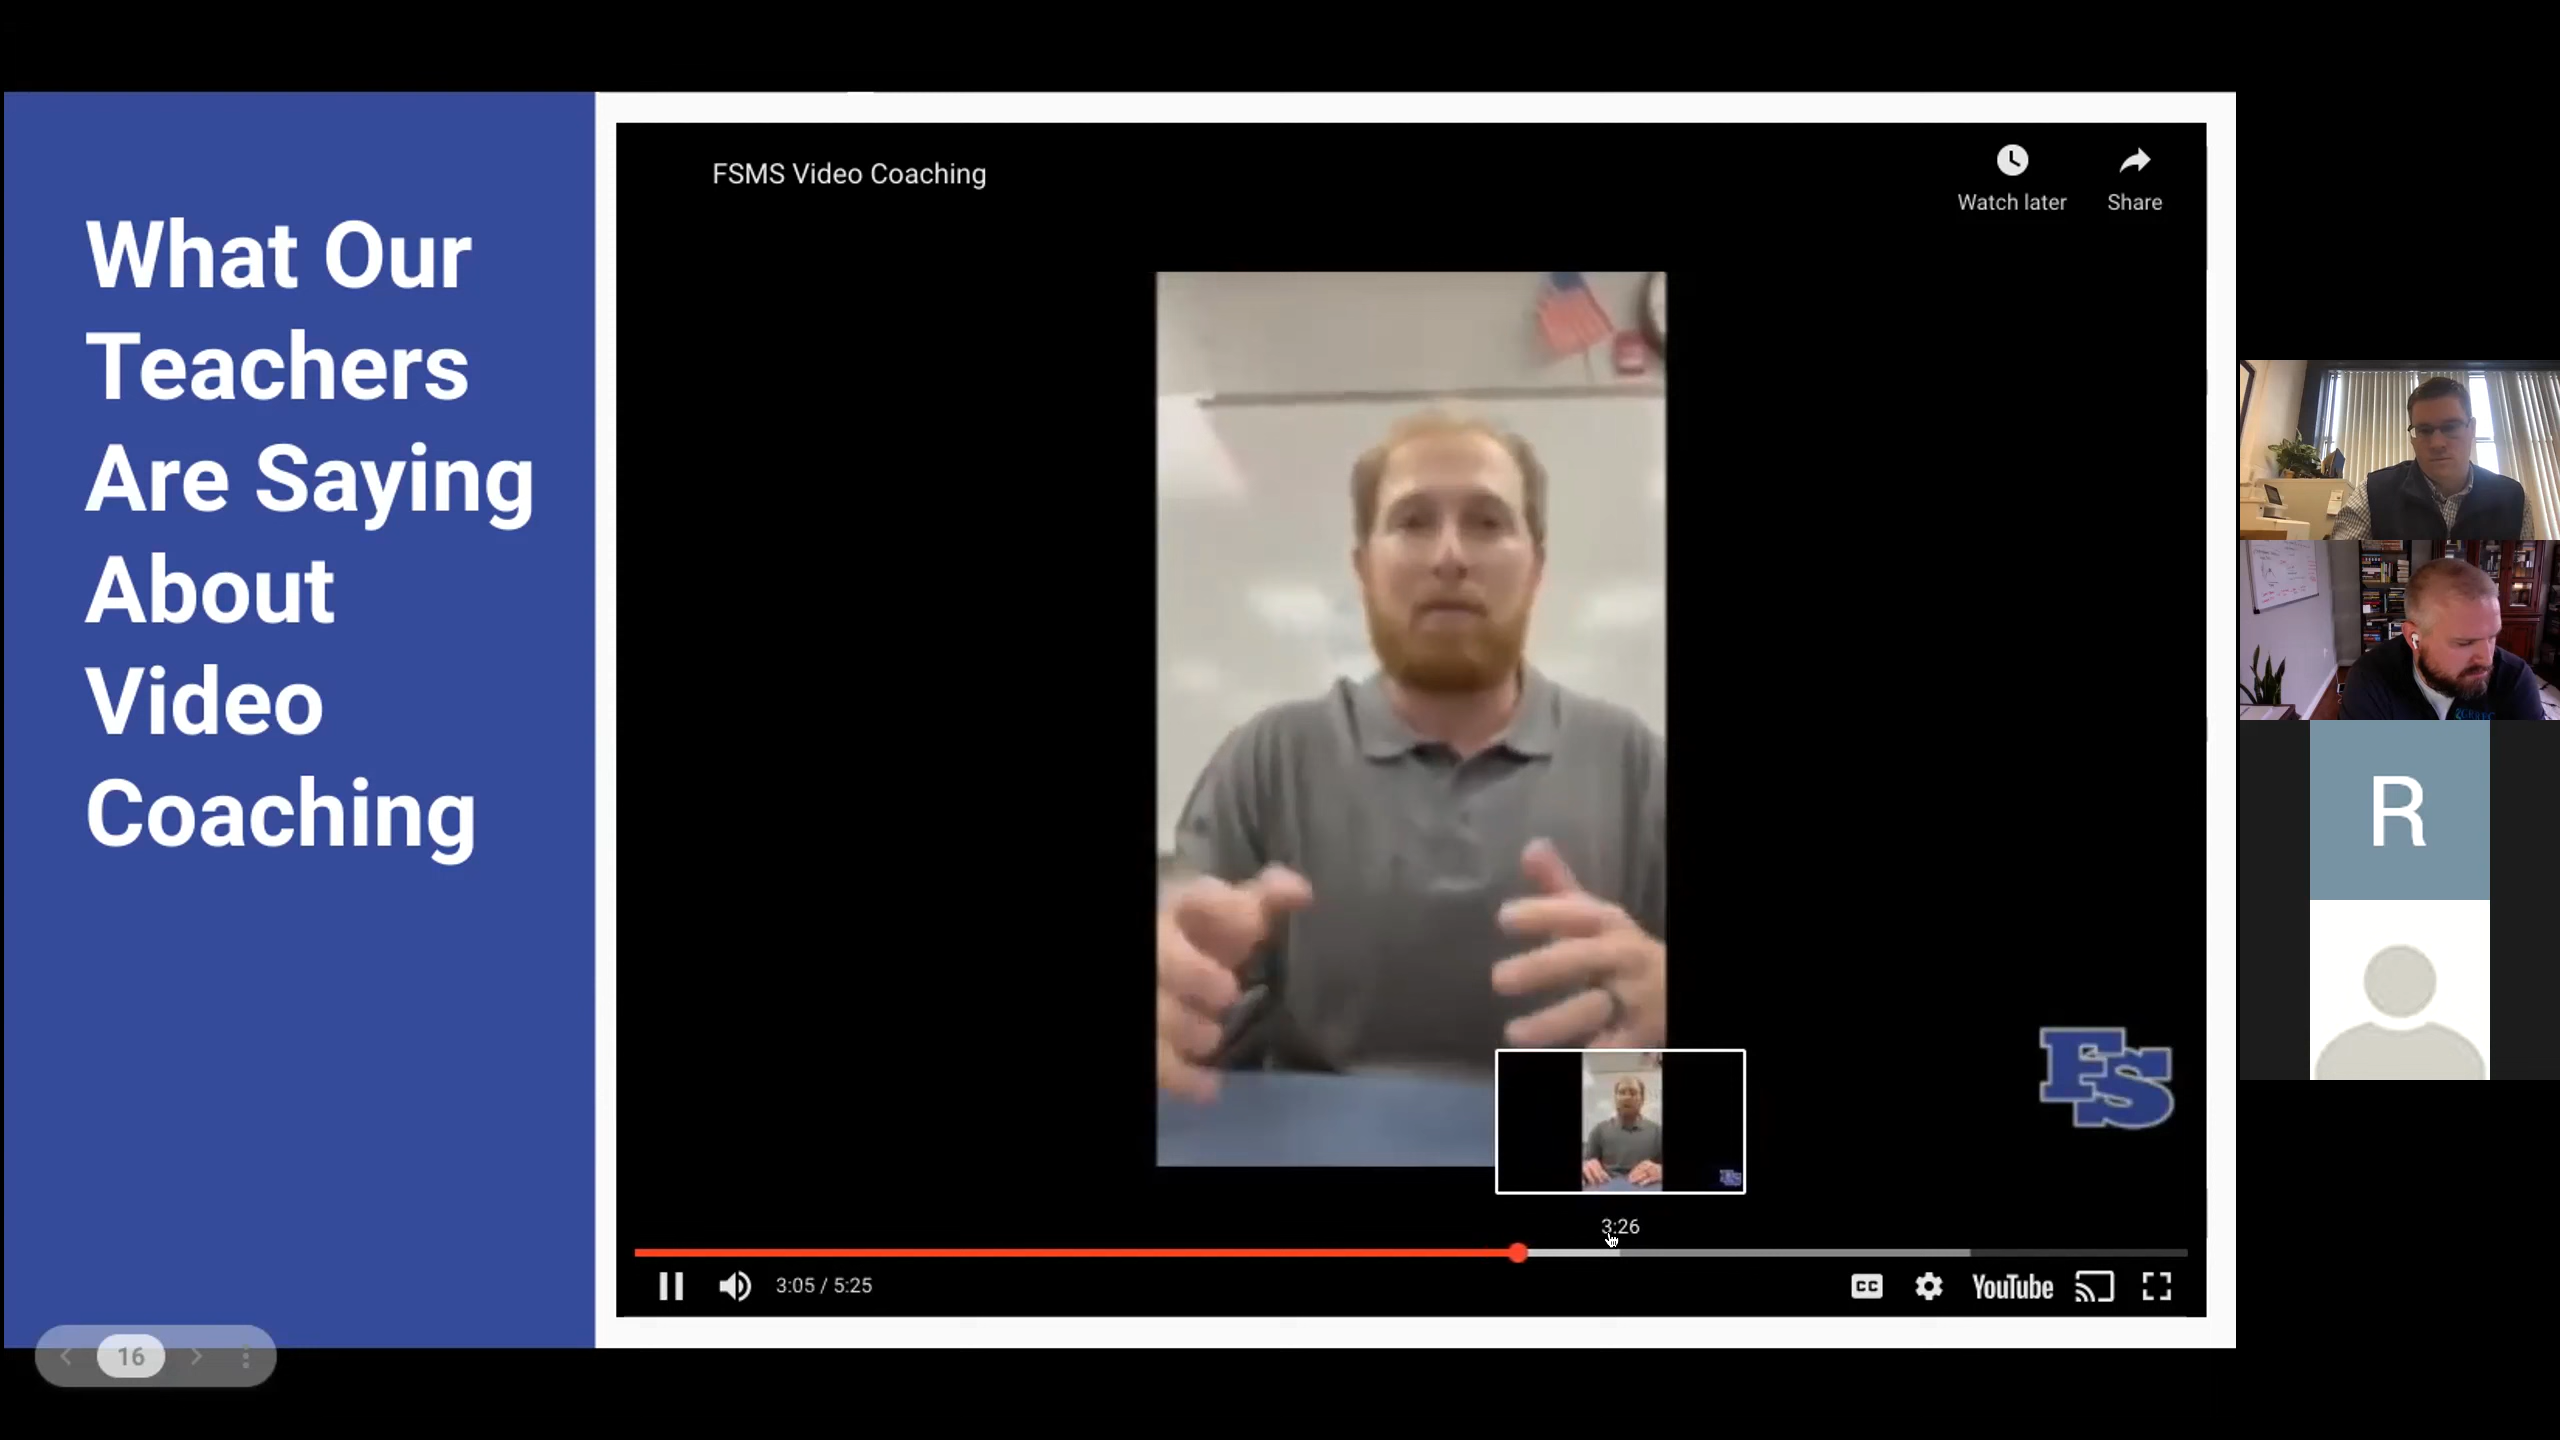 What Our
Teachers
Are Saying
About
Video
Coaching
FSMS Video Coaching
Watch later
Share
FS
3:26
3:05 / 5:25
CC
YouTube
16
R